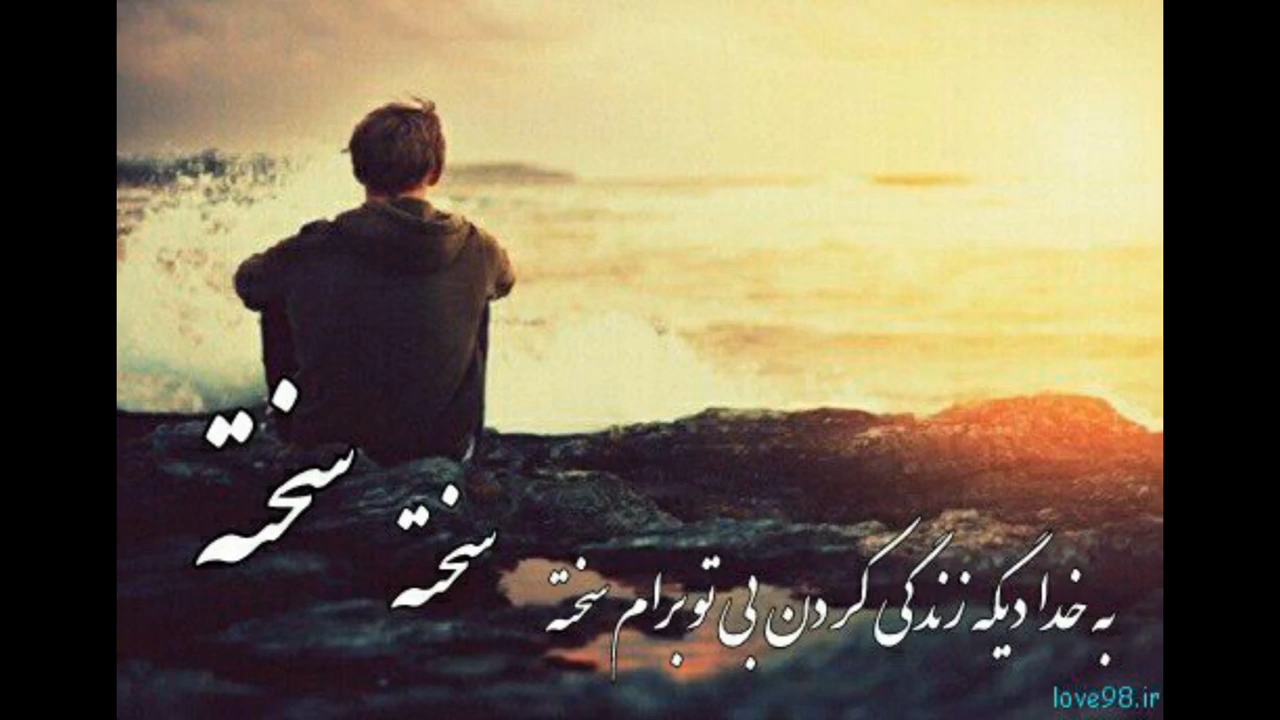 به خدا دیگه زندگی کردن بی تو برام سخته
سخته
سخته
love98.ir